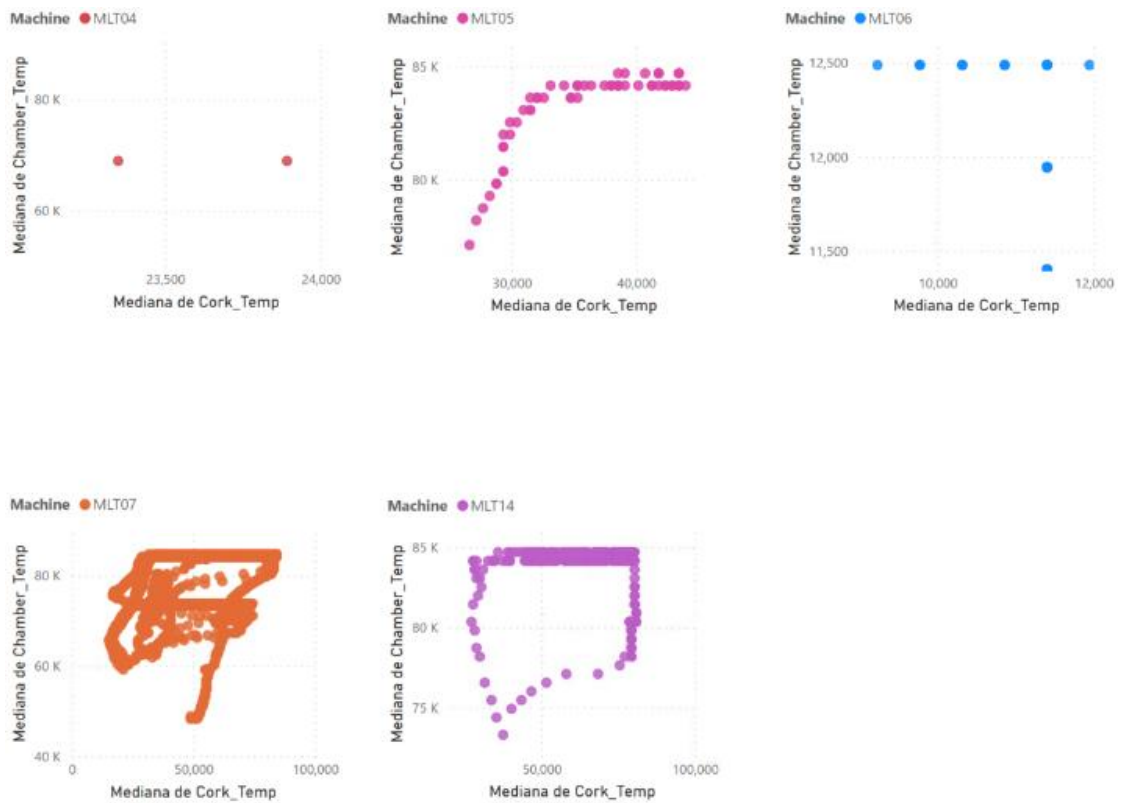 Machine MLT04
Mediana de Chamber_Temp
80 K
60 K
23,500 24,000
Mediana de Cork_Temp
Machine MLT05
Mediana de Chamber_Temp
85 K
80 K
30,000 40,000
Mediana de Cork_Temp
Machine MLT06
Mediana de Chamber_Temp
12,500
12,000
11,500
10,000 12,000
Mediana de Cork_Temp
Machine MLT07
Mediana de Chamber_Temp
80 K
60 K
40 K
0 50,000 100,000
Mediana de Cork_Temp
Machine MLT14
Mediana de Chamber_Temp
85 K
80 K
75 K
50,000 100,000
Mediana de Cork_Temp